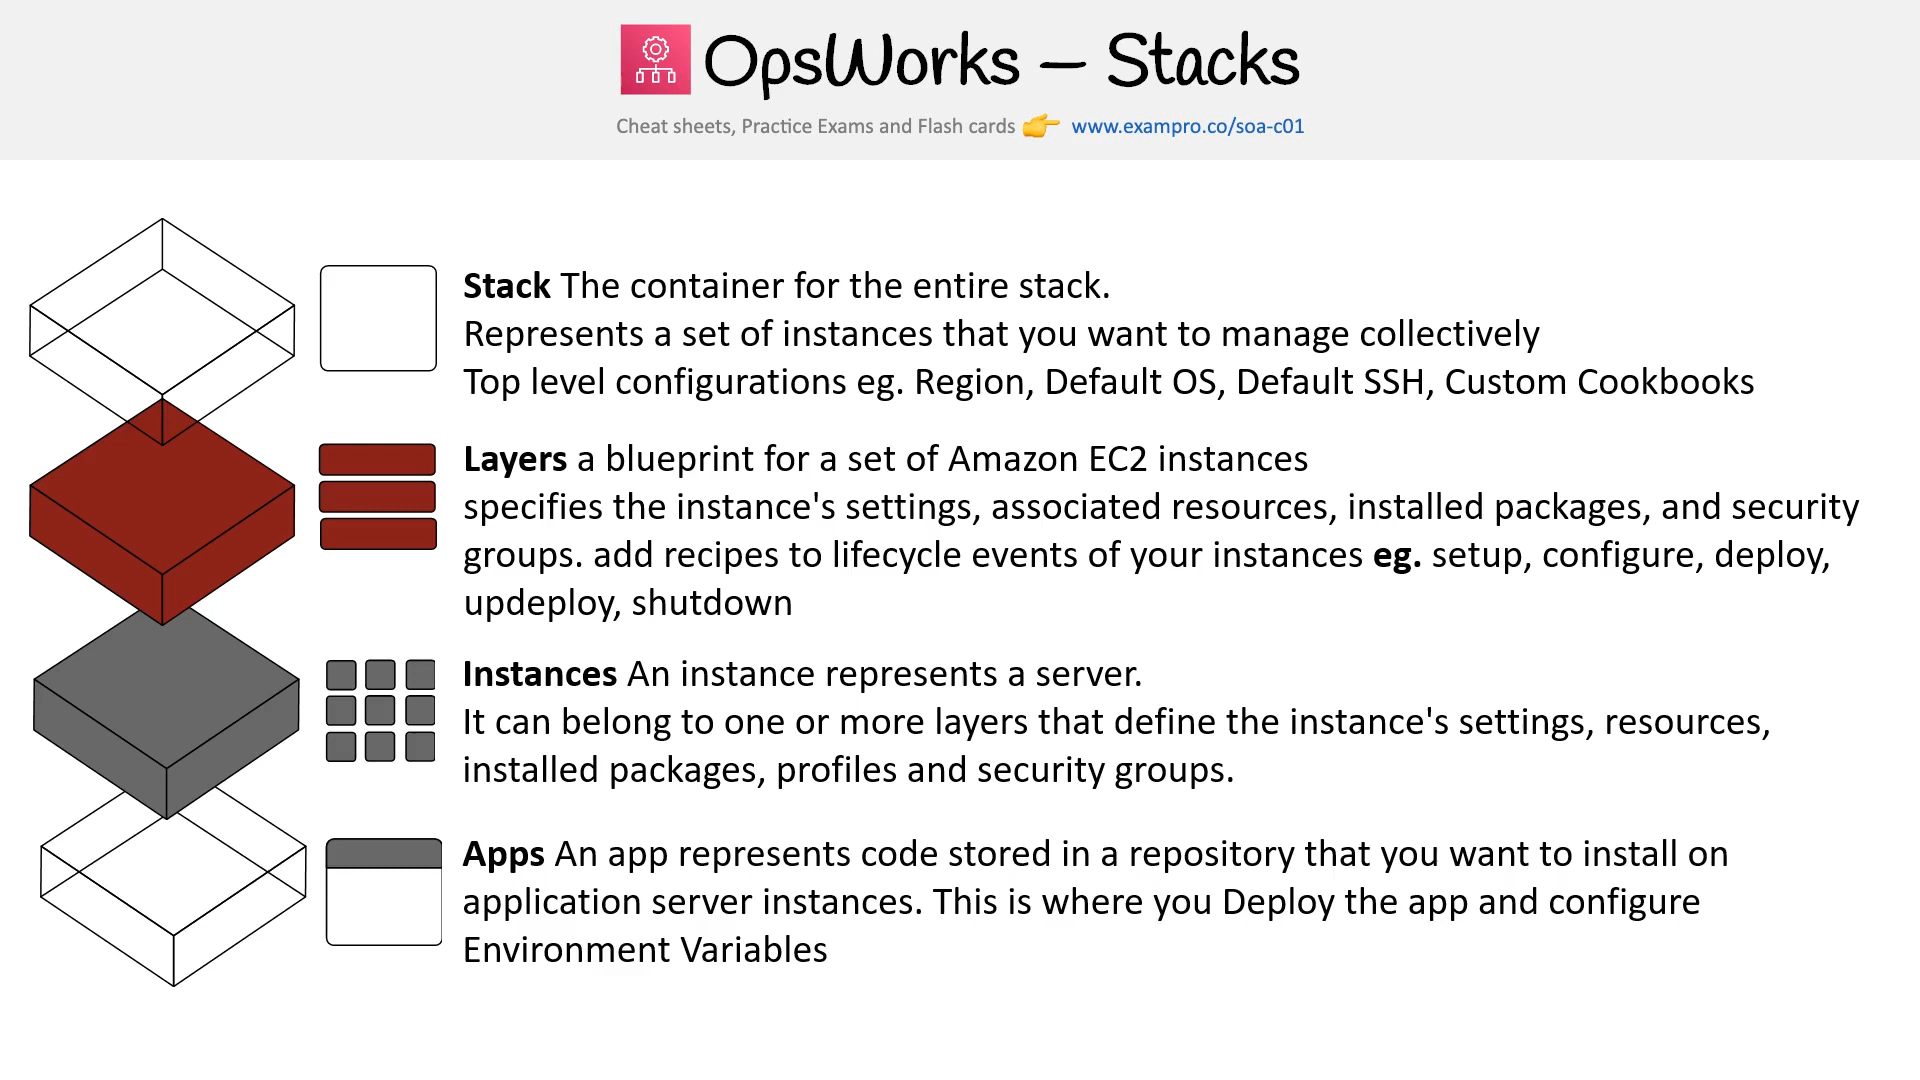 OpsWorks — Stacks
Cheat sheets, Practice Exams and Flash cards 👉 www.exampro.co/soa-c01
Stack The container for the entire stack.
Represents a set of instances that you want to manage collectively
Top level configurations eg. Region, Default OS, Default SSH, Custom Cookbooks
Layers a blueprint for a set of Amazon EC2 instances
specifies the instance's settings, associated resources, installed packages, and security
groups. add recipes to lifecycle events of your instances eg. setup, configure, deploy,
updeploy, shutdown
Instances An instance represents a server.
It can belong to one or more layers that define the instance's settings, resources,
installed packages, profiles and security groups.
Apps An app represents code stored in a repository that you want to install on
application server instances. This is where you Deploy the app and configure
Environment Variables